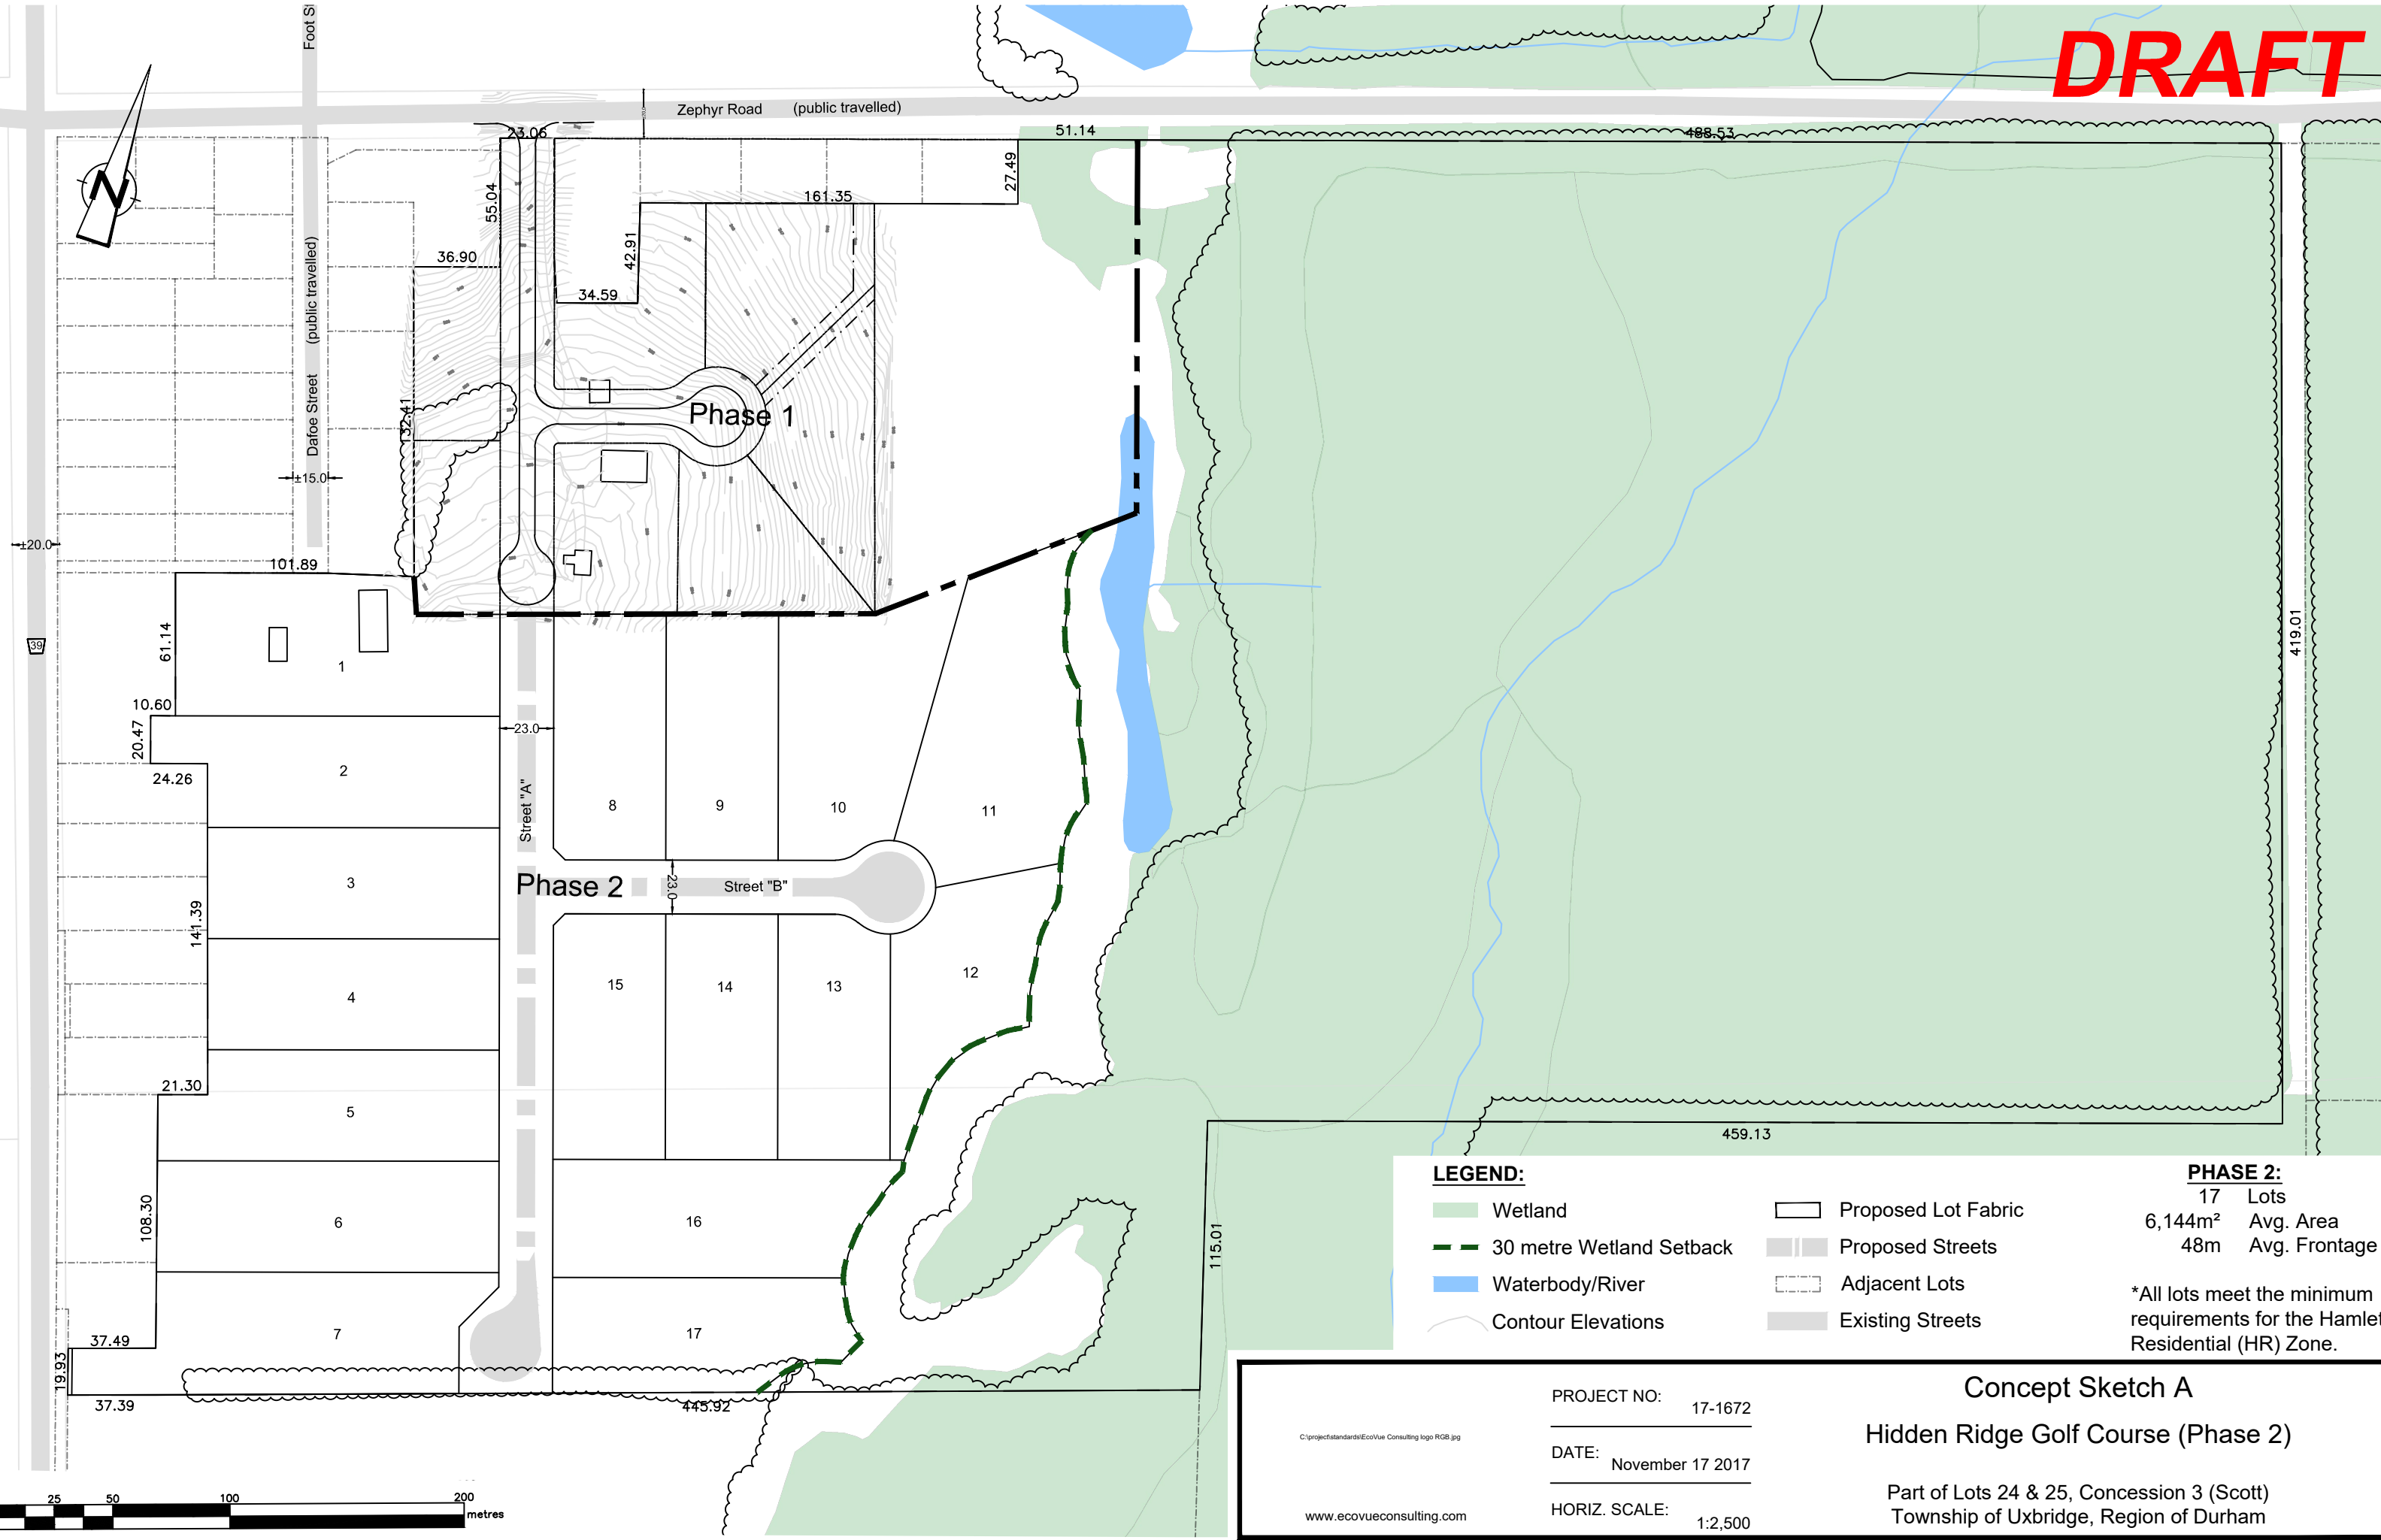 DRAFT
Foot S
Zephyr Road (public travelled)
23.06
51.14
488.53
27.49
55.04
161.35
36.90
42.91
34.59
N
Dafoe Street (public travelled)
132.41
Phase 1
±15.0
±20.0
101.89
39
61.14
1
419.01
10.60
20.47
23.0
24.26
2
Street "A"
8
9
10
11
3
Phase 2
23.0
Street "B"
141.39
4
15
14
13
12
21.30
5
459.13
108.30
6
16
115.01
37.49
7
17
19.93
37.39
445.92
LEGEND:
Wetland
30 metre Wetland Setback
Waterbody/River
Contour Elevations
Proposed Lot Fabric
Proposed Streets
Adjacent Lots
Existing Streets
PHASE 2:
17 Lots
6,144m² Avg. Area
48m Avg. Frontage
*All lots meet the minimum
requirements for the Hamlet
Residential (HR) Zone.
C:\project\standards\EcoVue Consulting logo RGB.jpg
www.ecovueconsulting.com
PROJECT NO: 17-1672
DATE: November 17 2017
HORIZ. SCALE: 1:2,500
Concept Sketch A
Hidden Ridge Golf Course (Phase 2)
Part of Lots 24 & 25, Concession 3 (Scott)
Township of Uxbridge, Region of Durham
25 50 100 200
metres